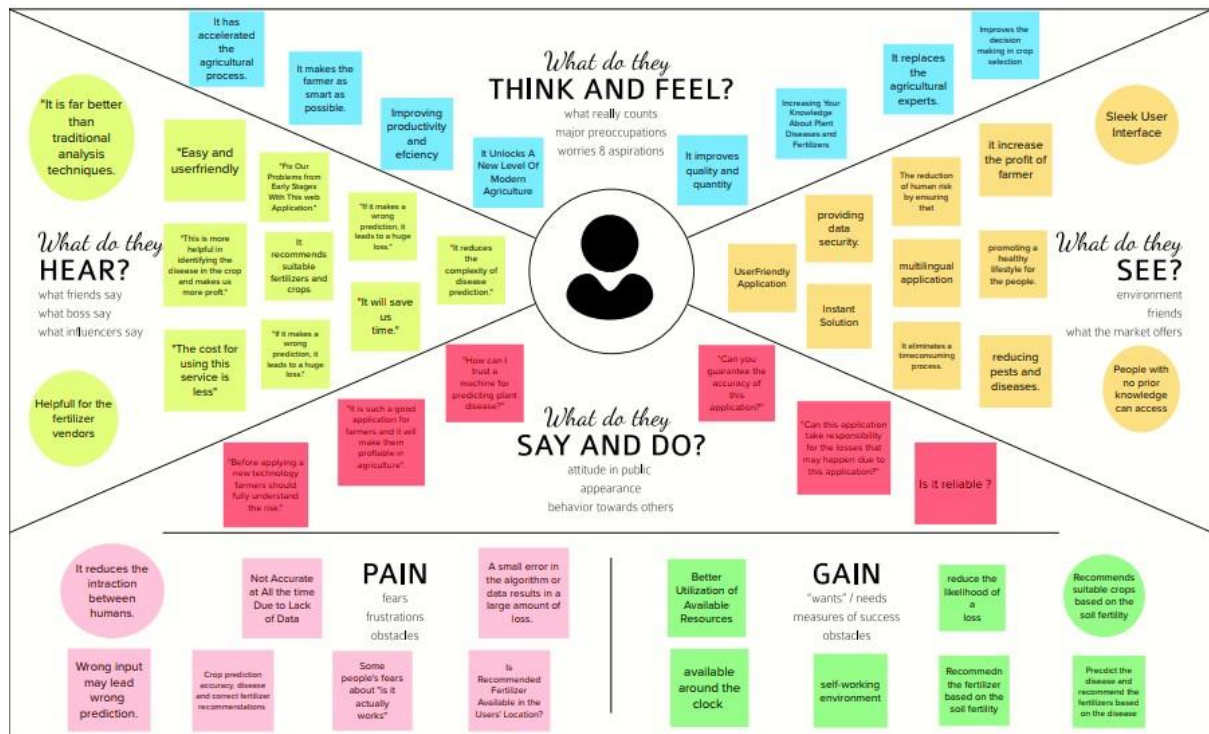 It has
accelerated
the
agricultural
process.
It makes the
farmer as
smart as
possible.
Improving
productivity and
efciency
It Unlocks A
New Level Of
Modern
Agriculture
What do they
THINK AND FEEL?
what really counts
major preoccupations
worries 8 aspirations
It improves
quality and
quantity
Increasing Your
Knowledge
About Plant
Diseases and
Fertilizers
It replaces
the
agricultural
experts.
Improves the
decision
making in crop
selection
"It is far better
than
traditional
analysis
techniques.
"Easy and
userfriendly
"Fix Our
Problems from
Early Stages
With This web
Application."
"If it makes a
wrong
prediction, it
leads to a huge
loss."
"It reduces
the
complexity of
disease
prediction."
What do they
HEAR?
what friends say
what boss say
what influencers say
"This is more
helpful in
identifying the
disease in the crop
and makes us
more proft."
It
recommends
suitable
fertilizers and
crops
"It will save
us
time."
"The cost for
using this
service is
less"
"If it makes a
wrong
prediction, it
leads to a huge
loss."
Helpfull for the
fertilizer
vendors
Sleek User
Interface
it increase
the profit of
farmer
The reduction
of human risk
by ensuring
that
providing
data
security.
UserFriendly
Application
multilingual
application
promoting a
healthy
lifestyle for
the people.
What do they
SEE?
environment
friends
what the market offers
Instant
Solution
It eliminates a
timeconsuming
process.
reducing
pests and
diseases.
People with
no prior
knowledge
can access
"How can I
trust a
machine for
predicting plant
disease?"
"It is such a good
application for
farmers and it will
make them
proflable in
agriculture".
"Before applying a
new technology
farmers should
fully understand
the risk."
What do they
SAY AND DO?
attitude in public
appearance
behavior towards others
"Can you
guarantee the
accuracy of
this
application?"
"Can this application
take responsibility
for the losses that
may happen due to
this application?"
Is it reliable ?
It reduces the
intraction
between
humans.
Not Accurate
at All the time
Due to Lack
of Data
PAIN
fears
frustrations
obstacles
A small error in
the algorithm or
data results in a
large amount of
loss.
Wrong input
may lead
wrong
prediction.
Crop prediction
accuracy, disease
and correct fertilizer
recommendations
Some
people's fears
about "is it
actually
works"
Is
Recommended
Fertilizer
Available in the
Users' Location?
Better
Utilization of
Available
Resources
GAIN
"wants" / needs
measures of success
obstacles
reduce the
likelihood of
a
loss
Recommends
suitable crops
based on the
soil fertility
available
around the
clock
self-working
environment
Recommedn
the fertilizer
based on the
soil fertility
Precdict the
disease and
recommend the
fertilizers based
on the disease